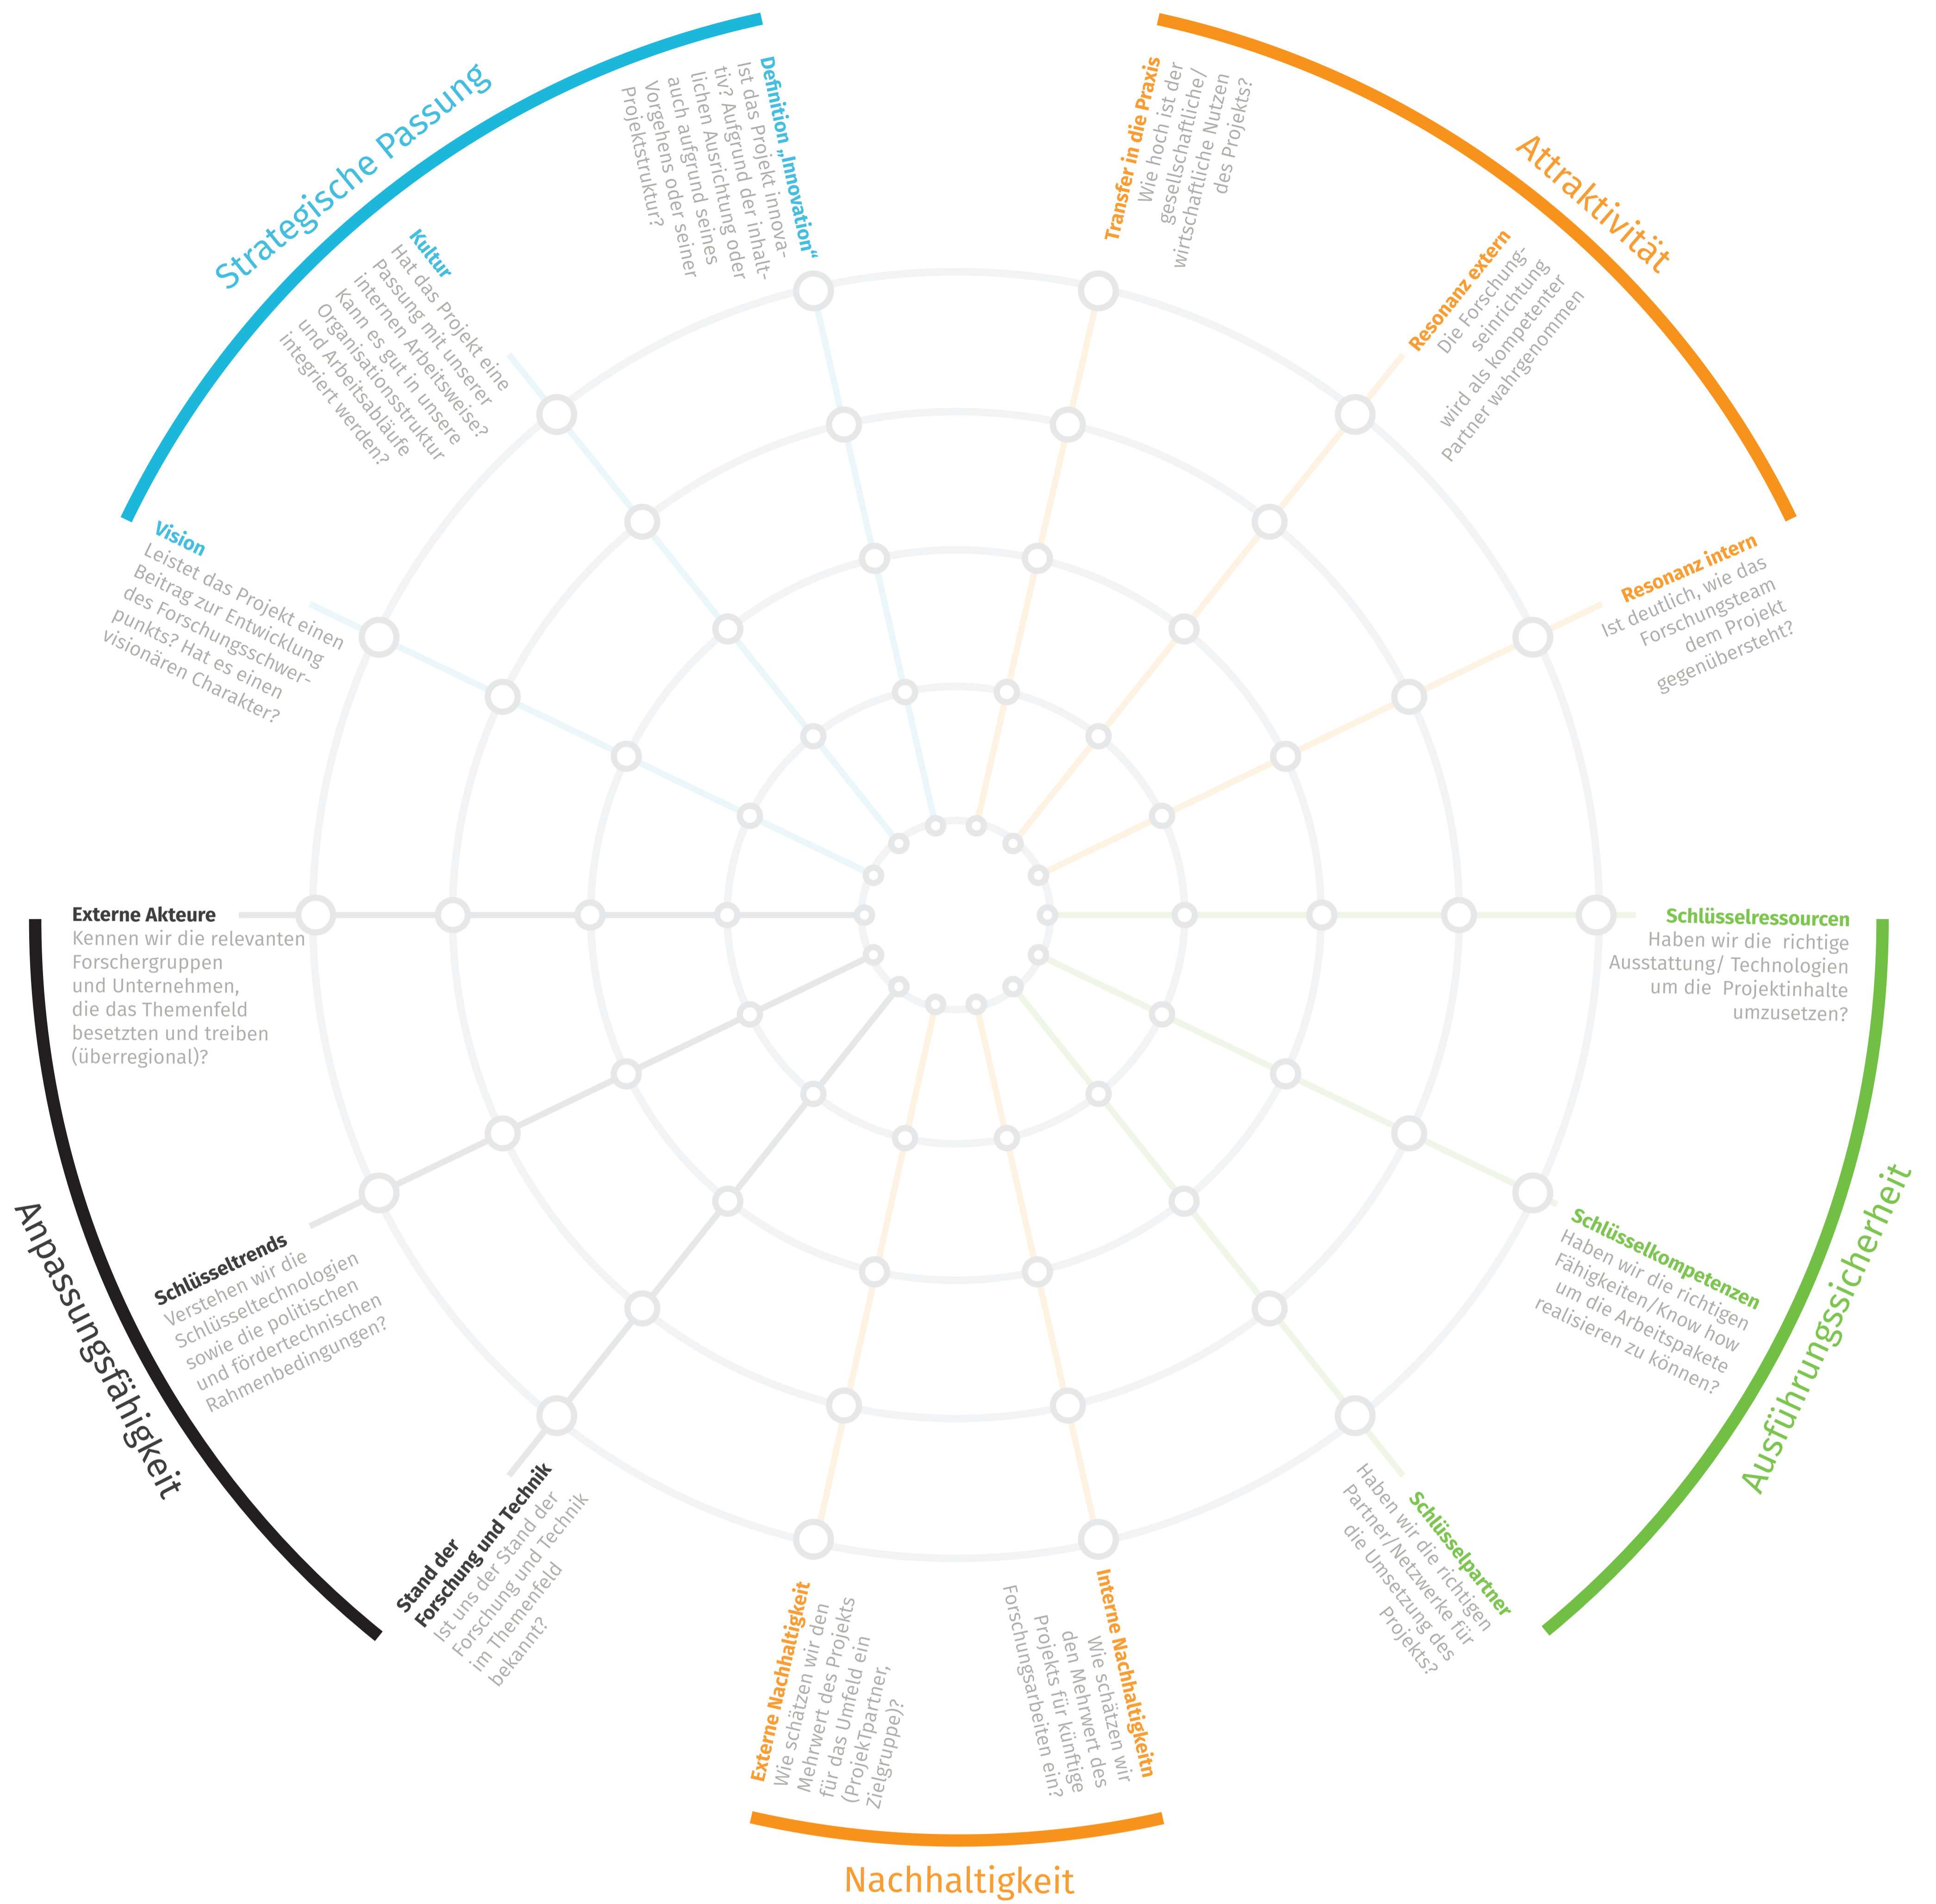 Strategische Passung
Definition „Innovation“
Ist das Projekt innova-
tiv? Aufgrund der inhalt-
lichen Ausrichtung oder
auch aufgrund seines
Vorgehens oder seiner
Projektstruktur?
Kultur
Hat das Projekt eine
Passung mit unserer
internen Arbeitsweise?
Kann es gut in unsere
Organisationsstruktur
und Arbeitsabläufe
integriert werden?
Vision
Leistet das Projekt einen
Beitrag zur Entwicklung
des Forschungsschwer-
punkts? Hat es einen
visionären Charakter?
Attraktivität
Transfer in die Praxis
Wie hoch ist der
gesellschaftliche/
wirtschaftliche Nutzen
des Projekts?
Resonanz extern
Die Forschung-
seinrichtung
wird als kompetenter
Partner wahrgenommen
Resonanz intern
Ist deutlich, wie das
Forschungsteam
dem Projekt
gegenübersteht?
Externe Akteure
Kennen wir die relevanten
Forschergruppen
und Unternehmen,
die das Themenfeld
besetzten und treiben
(überregional)?
Schlüsseltrends
Verstehen wir die
Schlüsseltechnologien
sowie die politischen
und fördertechnischen
Rahmenbedingungen?
Stand der
Forschung und Technik
Ist uns der Stand der
Forschung und Technik
im Themenfeld
bekannt?
Anpassungsfähigkeit
Schlüsselressourcen
Haben wir die  richtige
Ausstattung/ Technologien
um die  Projektinhalte
umzusetzen?
Schlüsselkompetenzen
Haben wir die richtigen
Fähigkeiten/Know how
um die Arbeitspakete
realisieren zu können?
Schlüsselpartner
Haben wir die richtigen
Partner/Netzwerke für
die Umsetzung des
Projekts?
Ausführungssicherheit
Externe Nachhaltigkeit
Wie schätzen wir den
Mehrwert des Projekts
für das Umfeld ein
(ProjekTpartner,
zielgruppe)?
Interne Nachhaltigkeitn
Wie schätzen wir
den Mehrwert des
Projekts für künftige
Forschungsarbeiten ein?
Nachhaltigkeit